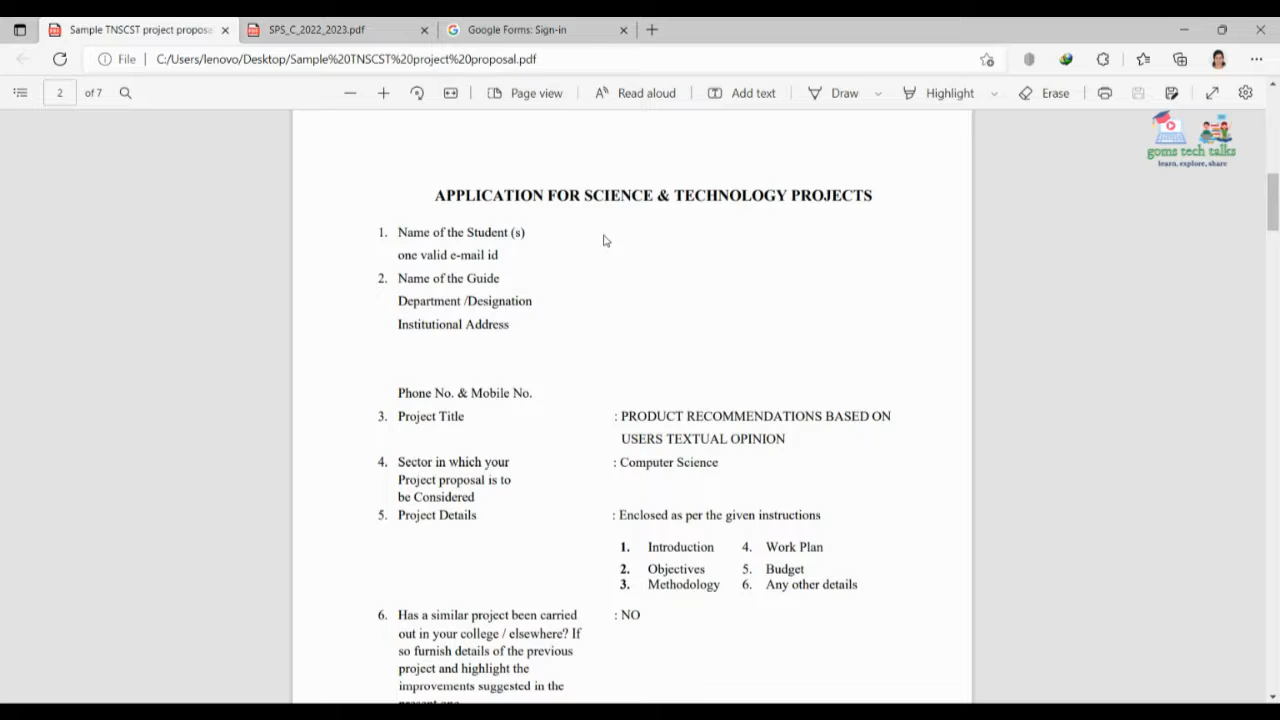 Sample TNSCST project proposa
SPS_C_2022_2023.pdf
Google Forms: Sign-in
File
C:/Users/lenovo/Desktop/Sample%20TNSCST%20project%20proposal.pdf
2 of 7
Page view
Read aloud
Add text
Draw
Highlight
Erase
goms tech talks
learn, explore, share
APPLICATION FOR SCIENCE & TECHNOLOGY PROJECTS
1. Name of the Student (s)
one valid e-mail id
2. Name of the Guide
Department /Designation
Institutional Address
Phone No. & Mobile No.
3. Project Title : PRODUCT RECOMMENDATIONS BASED ON
USERS TEXTUAL OPINION
4. Sector in which your : Computer Science
Project proposal is to
be Considered
5. Project Details : Enclosed as per the given instructions
1. Introduction 4. Work Plan
2. Objectives 5. Budget
3. Methodology 6. Any other details
6. Has a similar project been carried : NO
out in your college / elsewhere? If
so furnish details of the previous
project and highlight the
improvements suggested in the